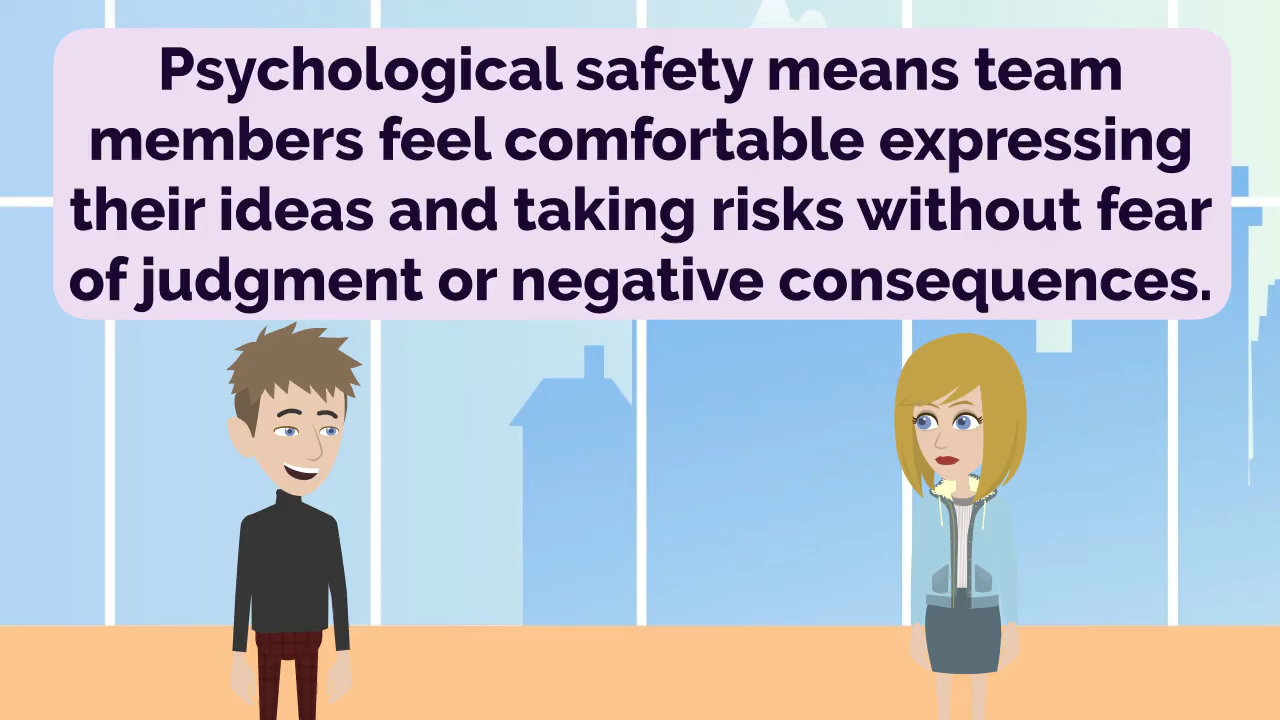 Psychological safety means team
members feel comfortable expressing
their ideas and taking risks without fear
of judgment or negative consequences.